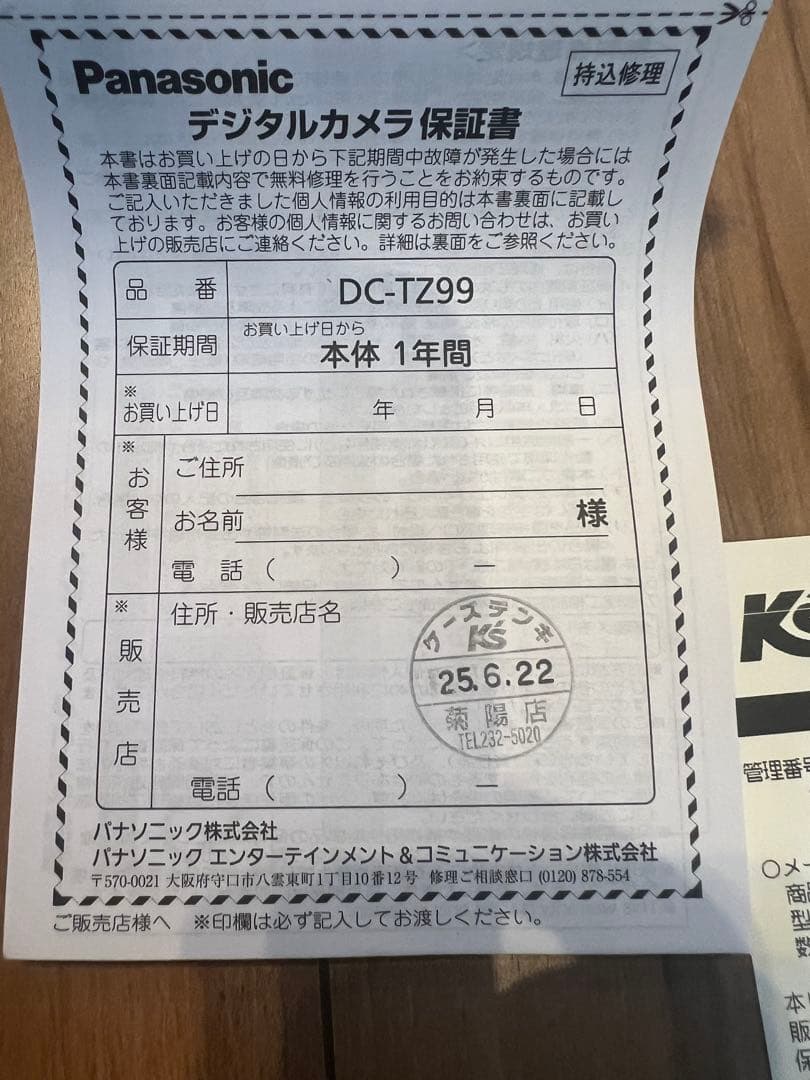 Panasonic
持込修理
デジタルカメラ保証書
本書はお買い上げの日から下記期間中故障が発生した場合には
本書裏面記載内容で無料修理を行うことをお約束するものです。
ご記入いただきました個人情報の利用目的は本書裏面に記載し
ております。お客様の個人情報に関するお問い合わせは、お買い
上げの販売店にご連絡ください。詳細は裏面をご参照ください。
品番 DC-TZ99
保証期間 お買い上げ日から
本体 1年間
※
お買い上げ日 年 月 日
※
お客様
ご住所
お名前 様
電話 ( ) ー
※
販売店
住所・販売店名
ケーズデンキ
K's
25.6.22
菊陽店
TEL232-5020
電話 ( ) ー
パナソニック株式会社
パナソニック エンターテインメント&コミュニケーション株式会社
〒570-0021 大阪府守口市八雲東町1丁目10番12号 修理ご相談窓口 (0120) 878-554
ご販売店様へ ※印欄は必ず記入してお渡しください。
管理番号
○メー
商
型
数
本
販
保